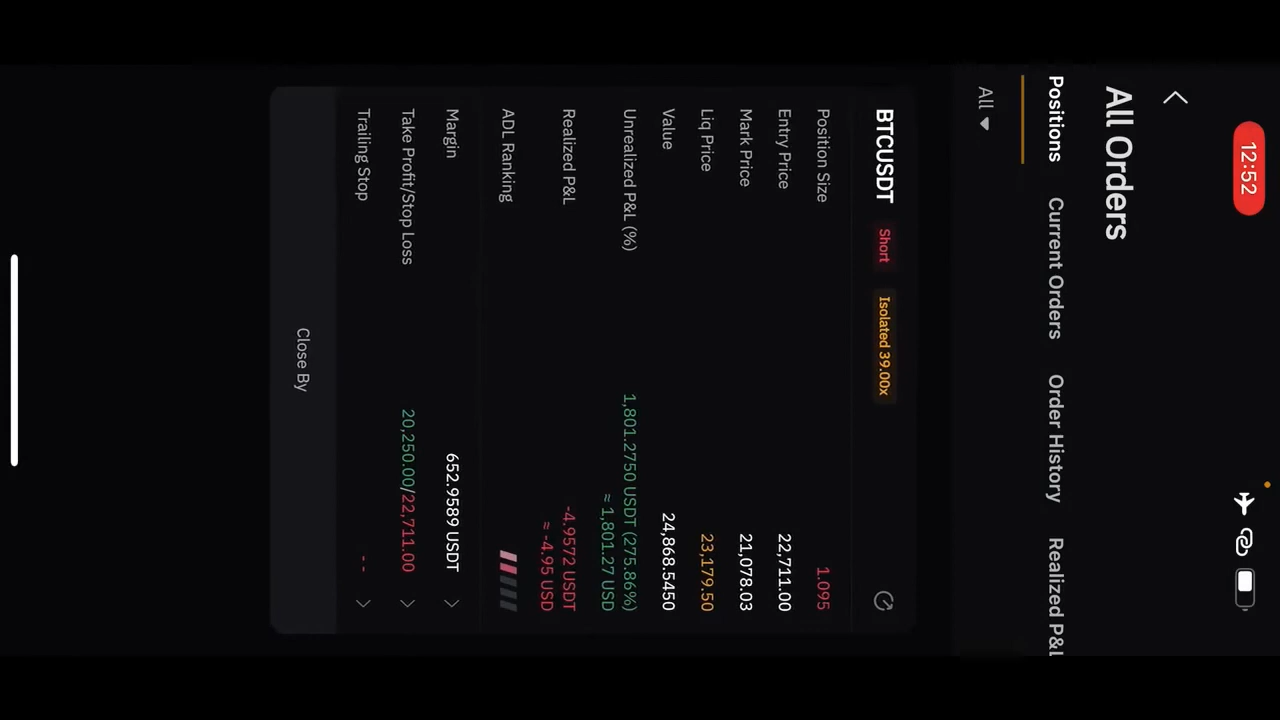 12:52
All Orders
Positions Current Orders Order History Realized P&L
All
BTCUSDT Short Isolated 39.00x
Position Size 1.095
Entry Price 22,711.00
Mark Price 21,078.03
Liq Price 23,179.50
Value 24,868.5450
Unrealized P&L (%) 1,801.2750 USDT (275.86%)
≈ 1,801.27 USD
Realized P&L -4.9572 USDT
≈ -4.95 USD
ADL Ranking
Margin 652.9589 USDT
Take Profit/Stop Loss 20,250.00/22,711.00
Trailing Stop --
Close By